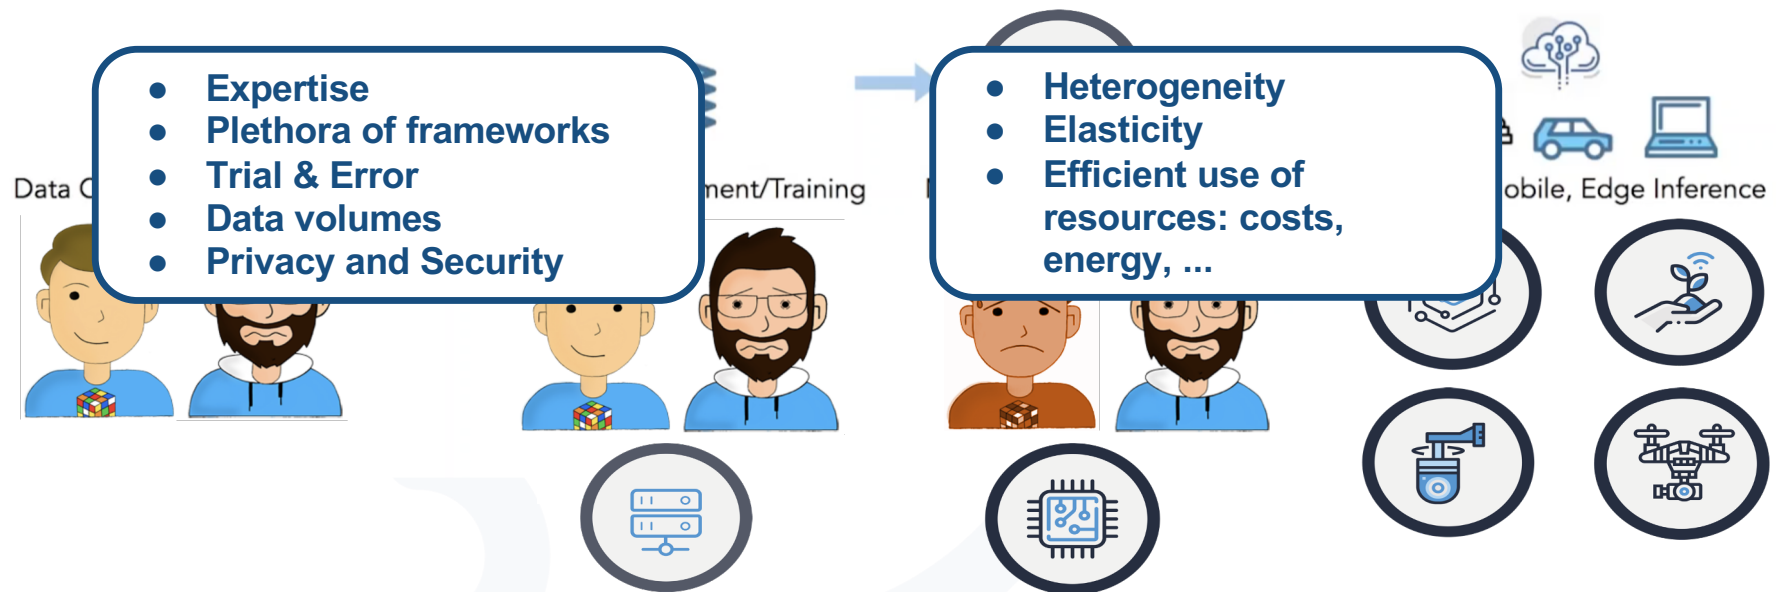 ● Expertise
● Plethora of frameworks
● Trial & Error
● Data volumes
● Privacy and Security
● Heterogeneity
● Elasticity
● Efficient use of
resources: costs,
energy, ...
Data
ment/Training
obile, Edge Inference